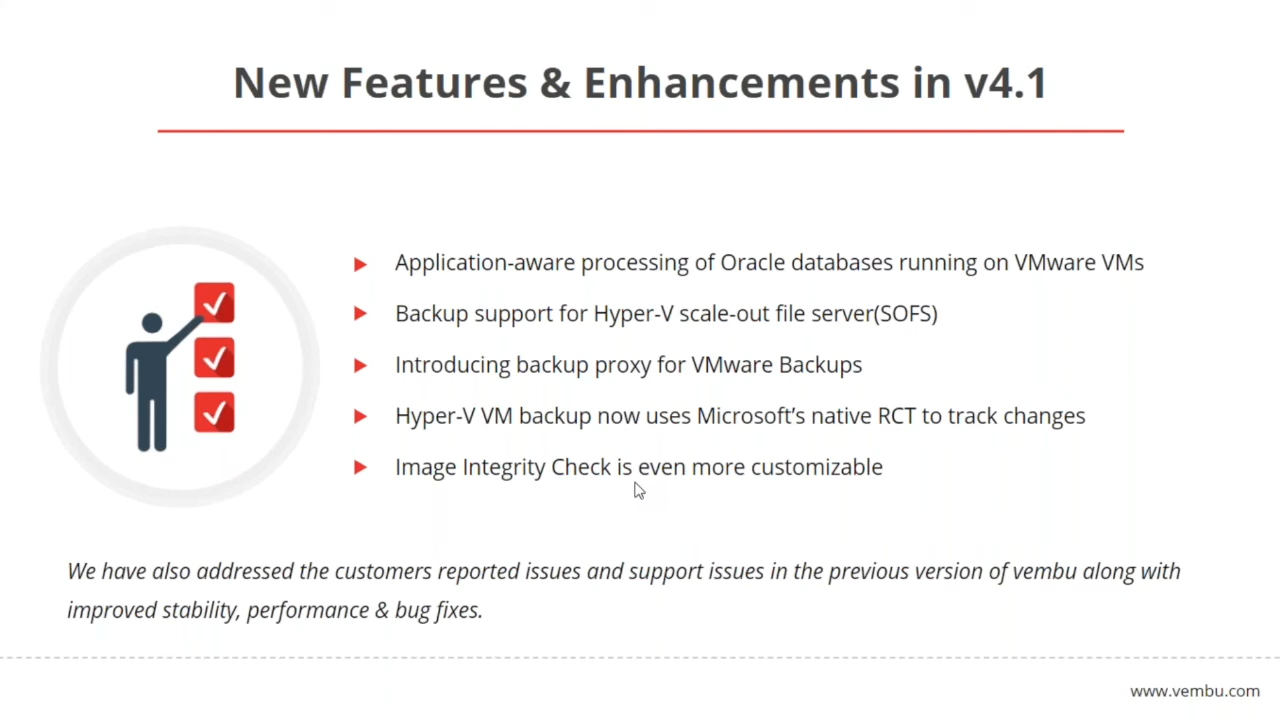 New Features & Enhancements in v4.1
Application-aware processing of Oracle databases running on VMware VMs
Backup support for Hyper-V scale-out file server(SOFS)
Introducing backup proxy for VMware Backups
Hyper-V VM backup now uses Microsoft’s native RCT to track changes
Image Integrity Check is even more customizable
We have also addressed the customers reported issues and support issues in the previous version of vembu along with
improved stability, performance & bug fixes.
www.vembu.com